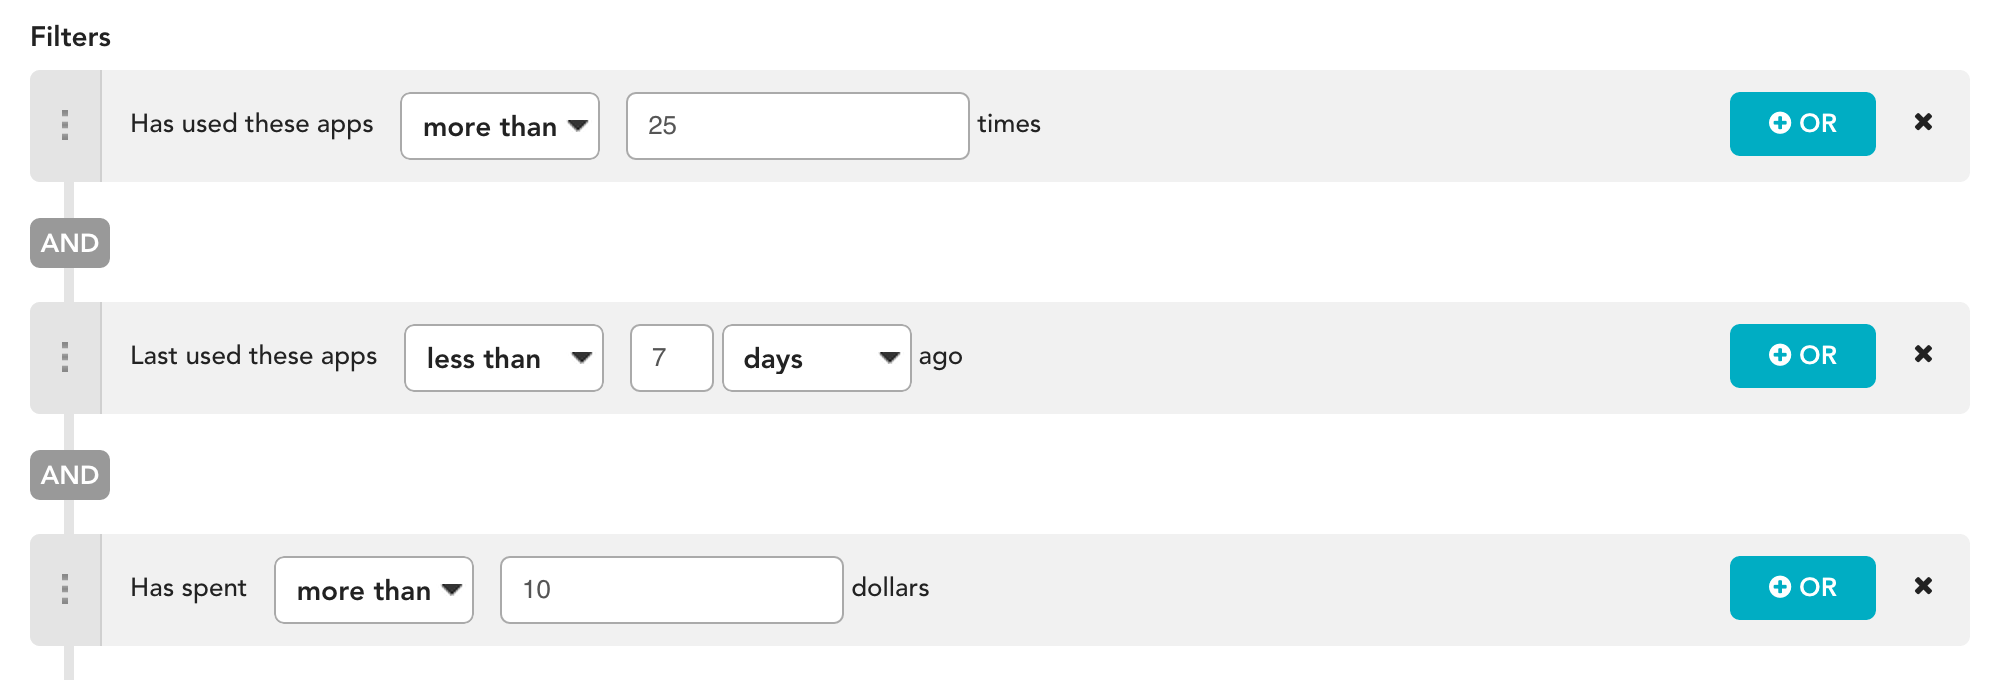 Filters
Has used these apps more than 25 times OR
AND
Last used these apps less than 7 days ago OR
AND
Has spent more than 10 dollars OR